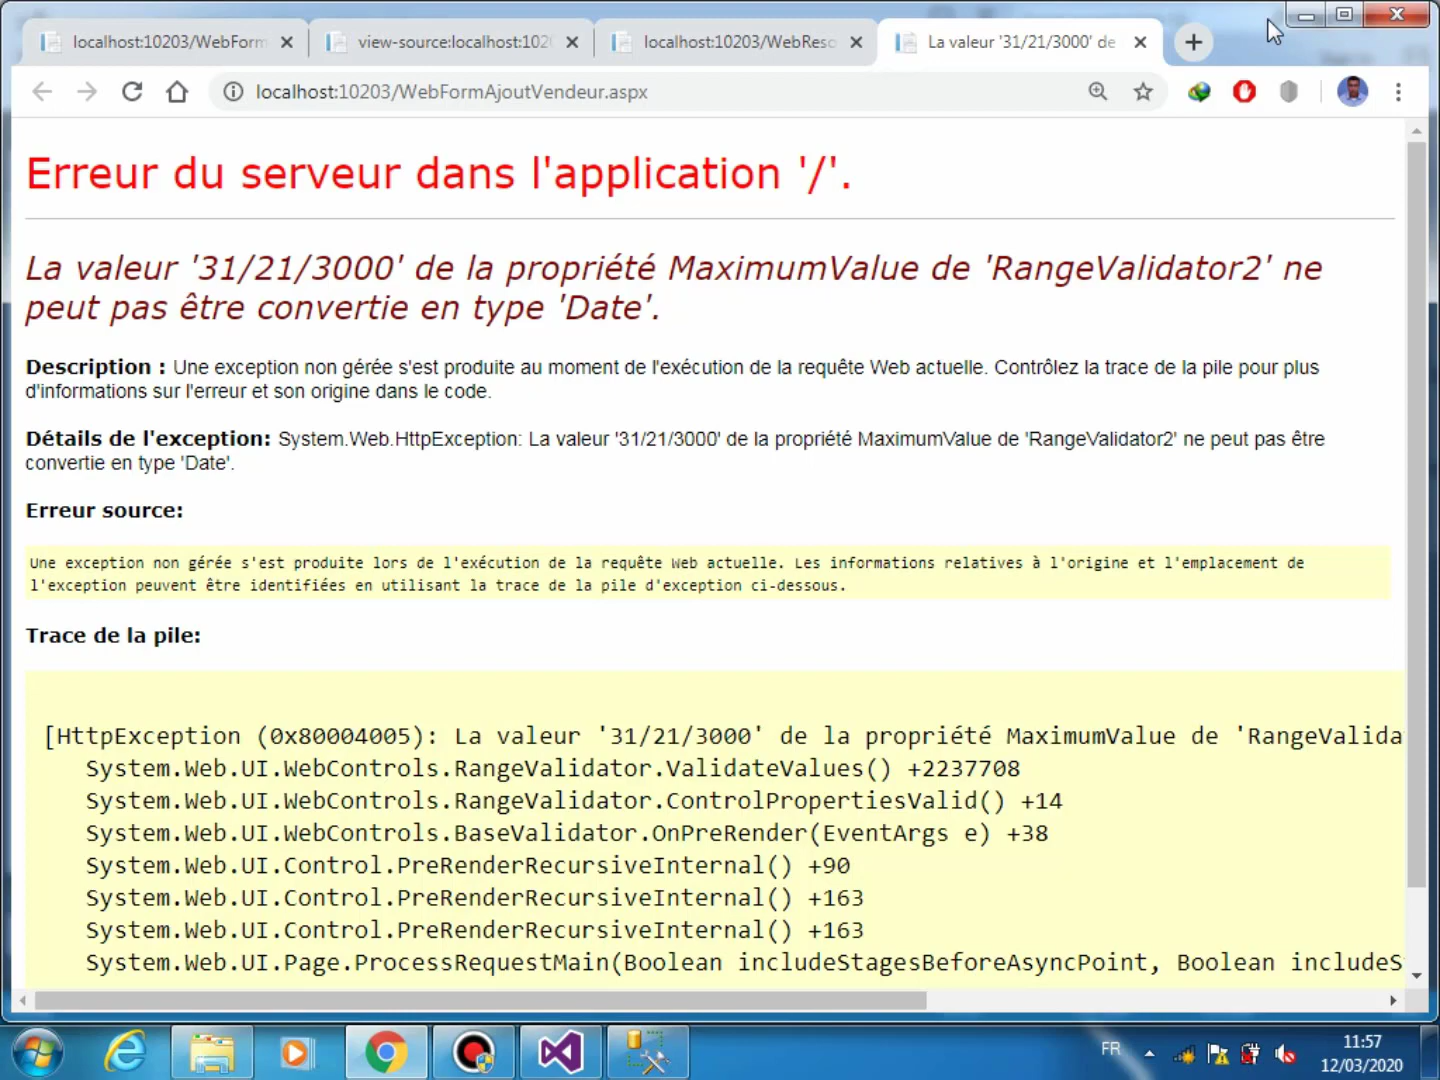 localhost:10203/WebForm
view-source:localhost:102
localhost:10203/WebReso
La valeur '31/21/3000' de
localhost:10203/WebFormAjoutVendeur.aspx
Erreur du serveur dans l'application '/'.
La valeur '31/21/3000' de la propriété MaximumValue de 'RangeValidator2' ne
peut pas être convertie en type 'Date'.
Description : Une exception non gérée s'est produite au moment de l'exécution de la requête Web actuelle. Contrôlez la trace de la pile pour plus
d'informations sur l'erreur et son origine dans le code.
Détails de l'exception: System.Web.HttpException: La valeur '31/21/3000' de la propriété MaximumValue de 'RangeValidator2' ne peut pas être
convertie en type 'Date'.
Erreur source:
Une exception non gérée s'est produite lors de l'exécution de la requête Web actuelle. Les informations relatives à l'origine et l'emplacement de
l'exception peuvent être identifiées en utilisant la trace de la pile d'exception ci-dessous.
Trace de la pile:
[HttpException (0x80004005): La valeur '31/21/3000' de la propriété MaximumValue de 'RangeValida
System.Web.UI.WebControls.RangeValidator.ValidateValues() +2237708
System.Web.UI.WebControls.RangeValidator.ControlPropertiesValid() +14
System.Web.UI.WebControls.BaseValidator.OnPreRender(EventArgs e) +38
System.Web.UI.Control.PreRenderRecursiveInternal() +90
System.Web.UI.Control.PreRenderRecursiveInternal() +163
System.Web.UI.Control.PreRenderRecursiveInternal() +163
System.Web.UI.Page.ProcessRequestMain(Boolean includeStagesBeforeAsyncPoint, Boolean includeS
FR
11:57
12/03/2020